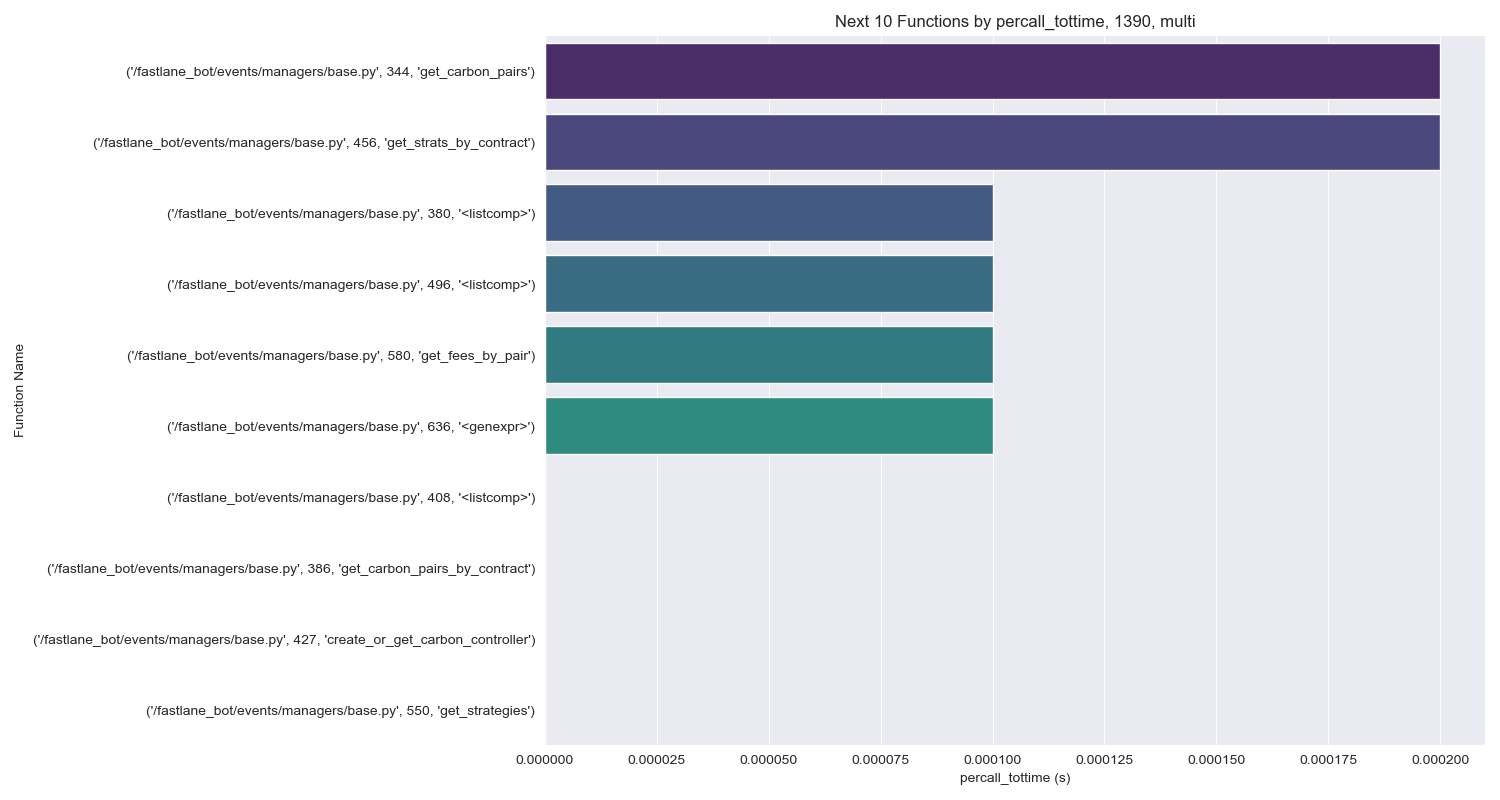 Next 10 Functions by percall_tottime, 1390, multi
('/fastlane_bot/events/managers/base.py', 344, 'get_carbon_pairs')
('/fastlane_bot/events/managers/base.py', 456, 'get_strats_by_contract')
('/fastlane_bot/events/managers/base.py', 380, '<listcomp>')
('/fastlane_bot/events/managers/base.py', 496, '<listcomp>')
('/fastlane_bot/events/managers/base.py', 580, 'get_fees_by_pair')
('/fastlane_bot/events/managers/base.py', 636, '<genexpr>')
('/fastlane_bot/events/managers/base.py', 408, '<listcomp>')
('/fastlane_bot/events/managers/base.py', 386, 'get_carbon_pairs_by_contract')
('/fastlane_bot/events/managers/base.py', 427, 'create_or_get_carbon_controller')
('/fastlane_bot/events/managers/base.py', 550, 'get_strategies')
Function Name
0.000000 0.000025 0.000050 0.000075 0.000100 0.000125 0.000150 0.000175 0.000200
percall_tottime (s)